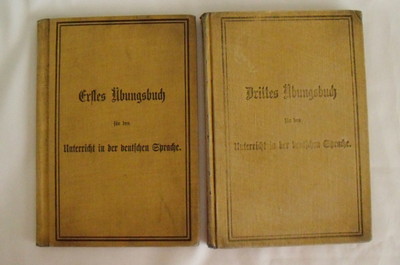 Erstes Übungsbuch
für den
Unterricht in der deutschen Sprache.
Drittes Übungsbuch
für den
Unterricht in der deutschen Sprache.